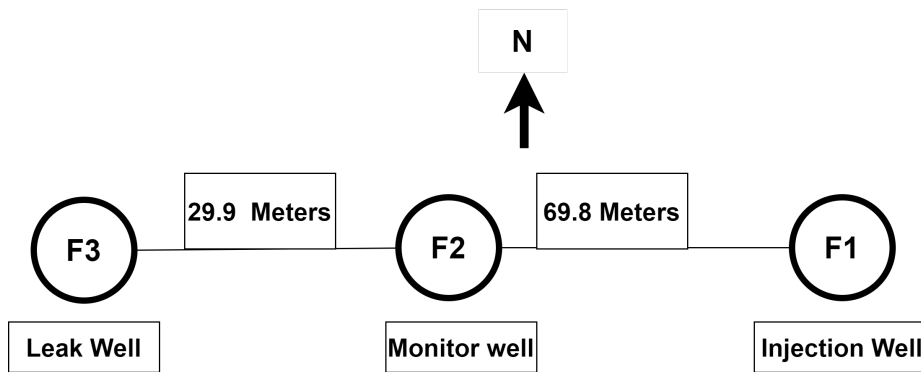 N
29.9 Meters
69.8 Meters
F3
F2
F1
Leak Well
Monitor well
Injection Well